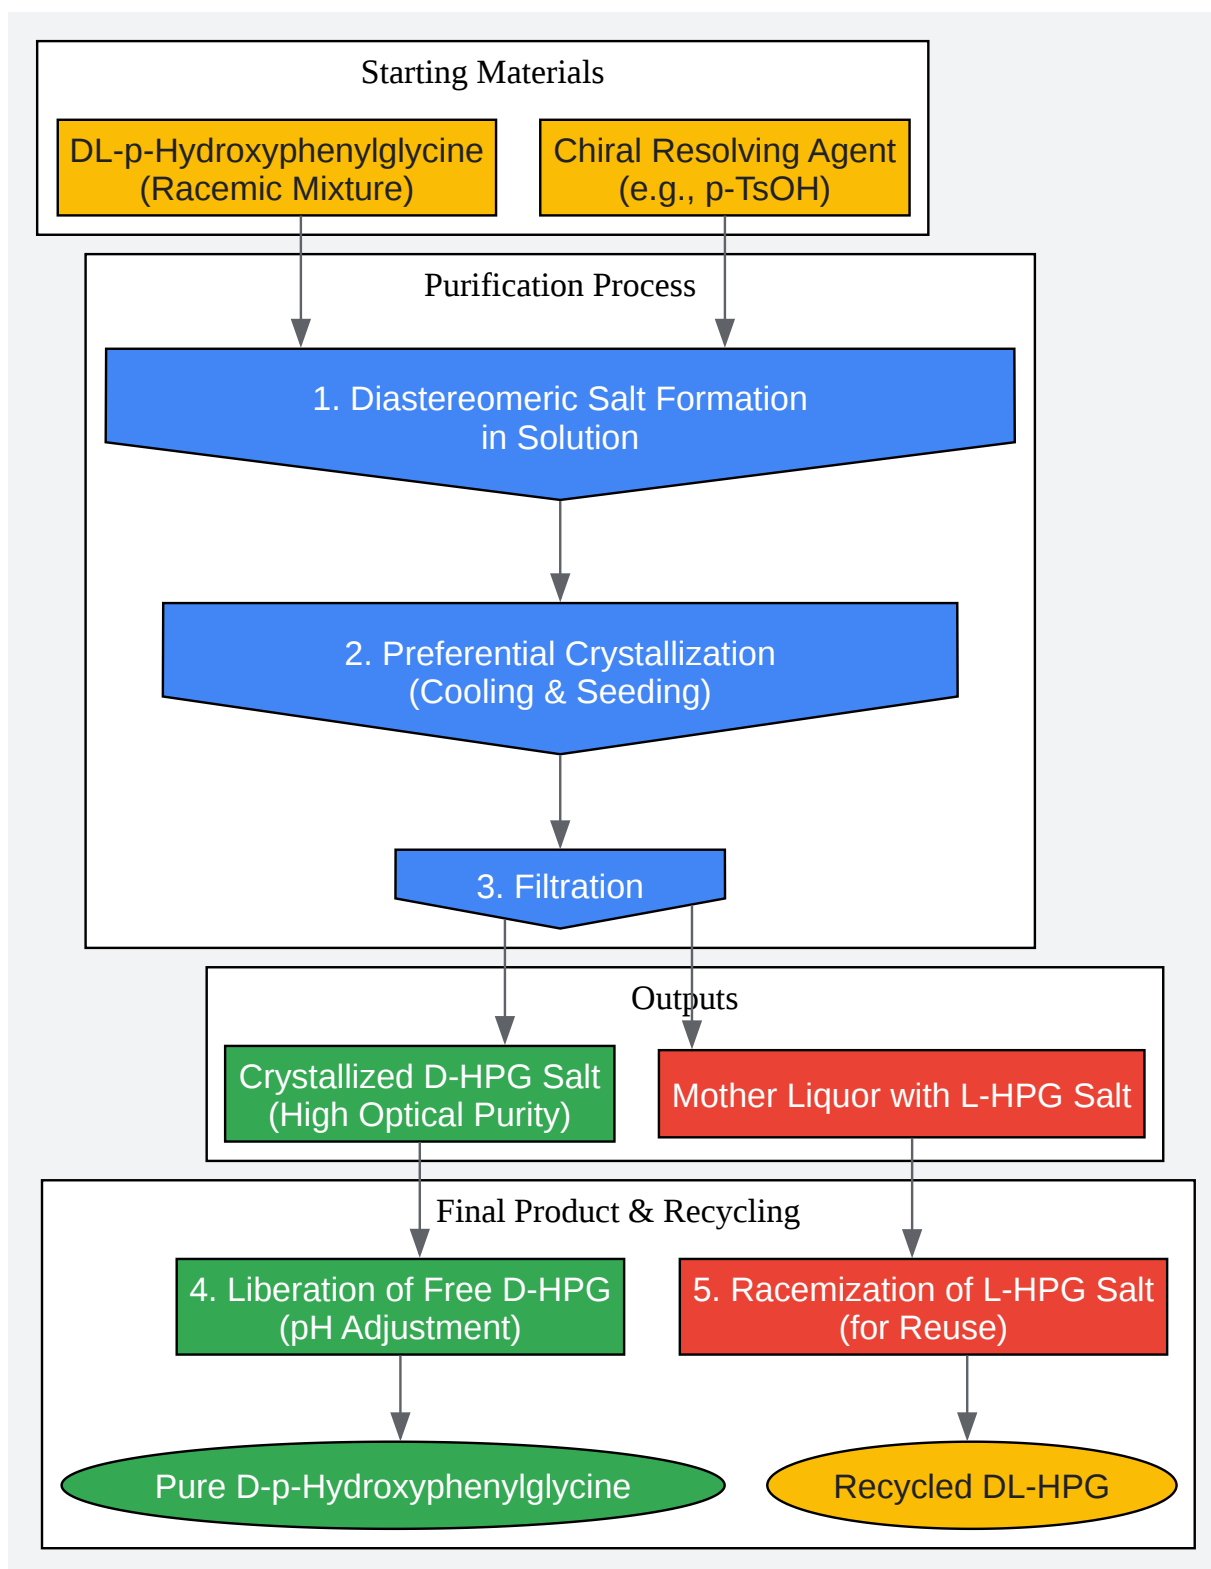 Starting Materials
DL-p-Hydroxyphenylglycine
(Racemic Mixture)
Chiral Resolving Agent
(e.g., p-TsOH)
Purification Process
1. Diastereomeric Salt Formation
in Solution
2. Preferential Crystallization
(Cooling & Seeding)
3. Filtration
Outputs
Crystallized D-HPG Salt
(High Optical Purity)
Mother Liquor with L-HPG Salt
Final Product & Recycling
4. Liberation of Free D-HPG
(pH Adjustment)
5. Racemization of L-HPG Salt
(for Reuse)
Pure D-p-Hydroxyphenylglycine
Recycled DL-HPG